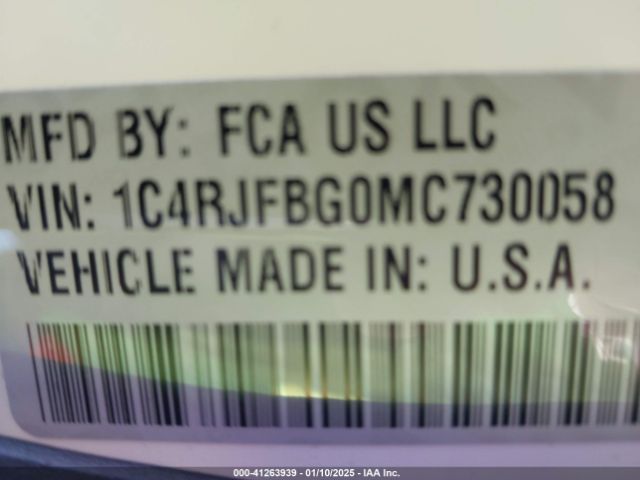 MFD BY: FCA US LLC
VIN: 1C4RJFBG0MC730058
VEHICLE MADE IN: U.S.A.
000-41263939 - 01/10/2025 - IAA Inc.